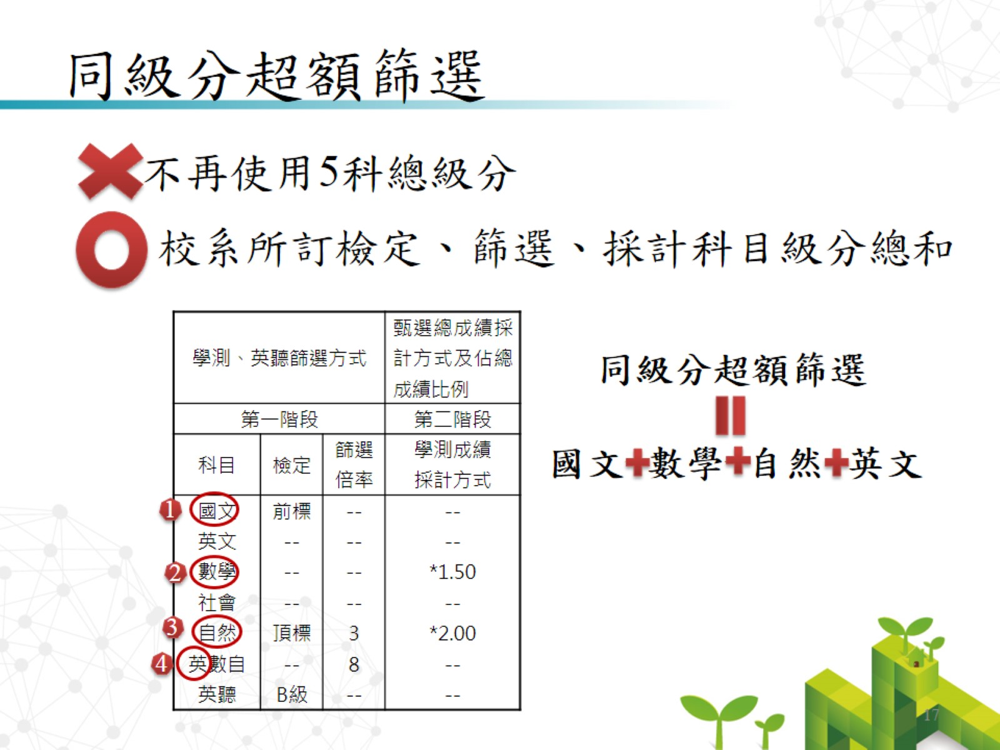 同級分超額篩選
不再使用5科總級分
校系所訂檢定、篩選、採計科目級分總和
學測、英聽篩選方式
甄選總成績採
計方式及佔總
成績比例
第一階段 第二階段
科目 檢定 篩選倍率 學測成績採計方式
1 國文 前標 -- --
英文 -- -- --
2 數學 -- -- *1.50
社會 -- -- --
3 自然 頂標 3 *2.00
4 英數自 -- 8 --
英聽 B級 -- --
同級分超額篩選
國文+數學+自然+英文
17